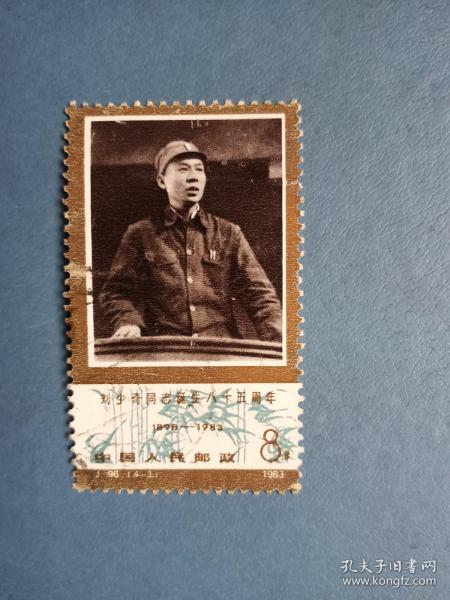 刘少奇同志诞生八十五周年
1898—1983
8分
中国人民邮政
J.96.(4-3.)
1983
孔夫子旧书网
www.kongfz.com